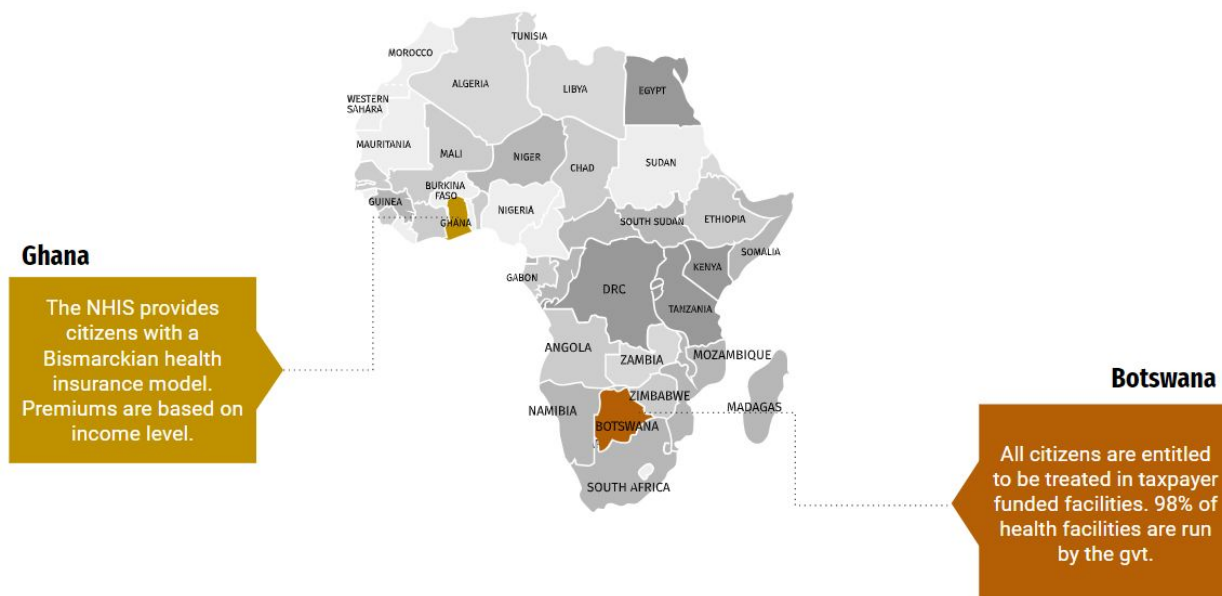 TUNISIA
MOROCCO
ALGERIA
LIBYA
EGYPT
WESTERN
SAHARA
MAURITANIA
MALI
NIGER
CHAD
SUDAN
BURKINA
FASO
GUINEA
GHANA
NIGERIA
SOUTH SUDAN
ETHIOPIA
SOMALIA
GABON
DRC
KENYA
TANZANIA
ANGOLA
ZAMBIA
MOZAMBIQUE
ZIMBABWE
NAMIBIA
BOTSWANA
MADAGAS
SOUTH AFRICA
Ghana
The NHIS provides
citizens with a
Bismarckian health
insurance model.
Premiums are based on
income level.
Botswana
All citizens are entitled
to be treated in taxpayer
funded facilities. 98% of
health facilities are run
by the gvt.